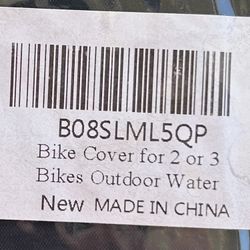 B08SLML5QP
Bike Cover for 2 or 3
Bikes Outdoor Water
New MADE IN CHINA